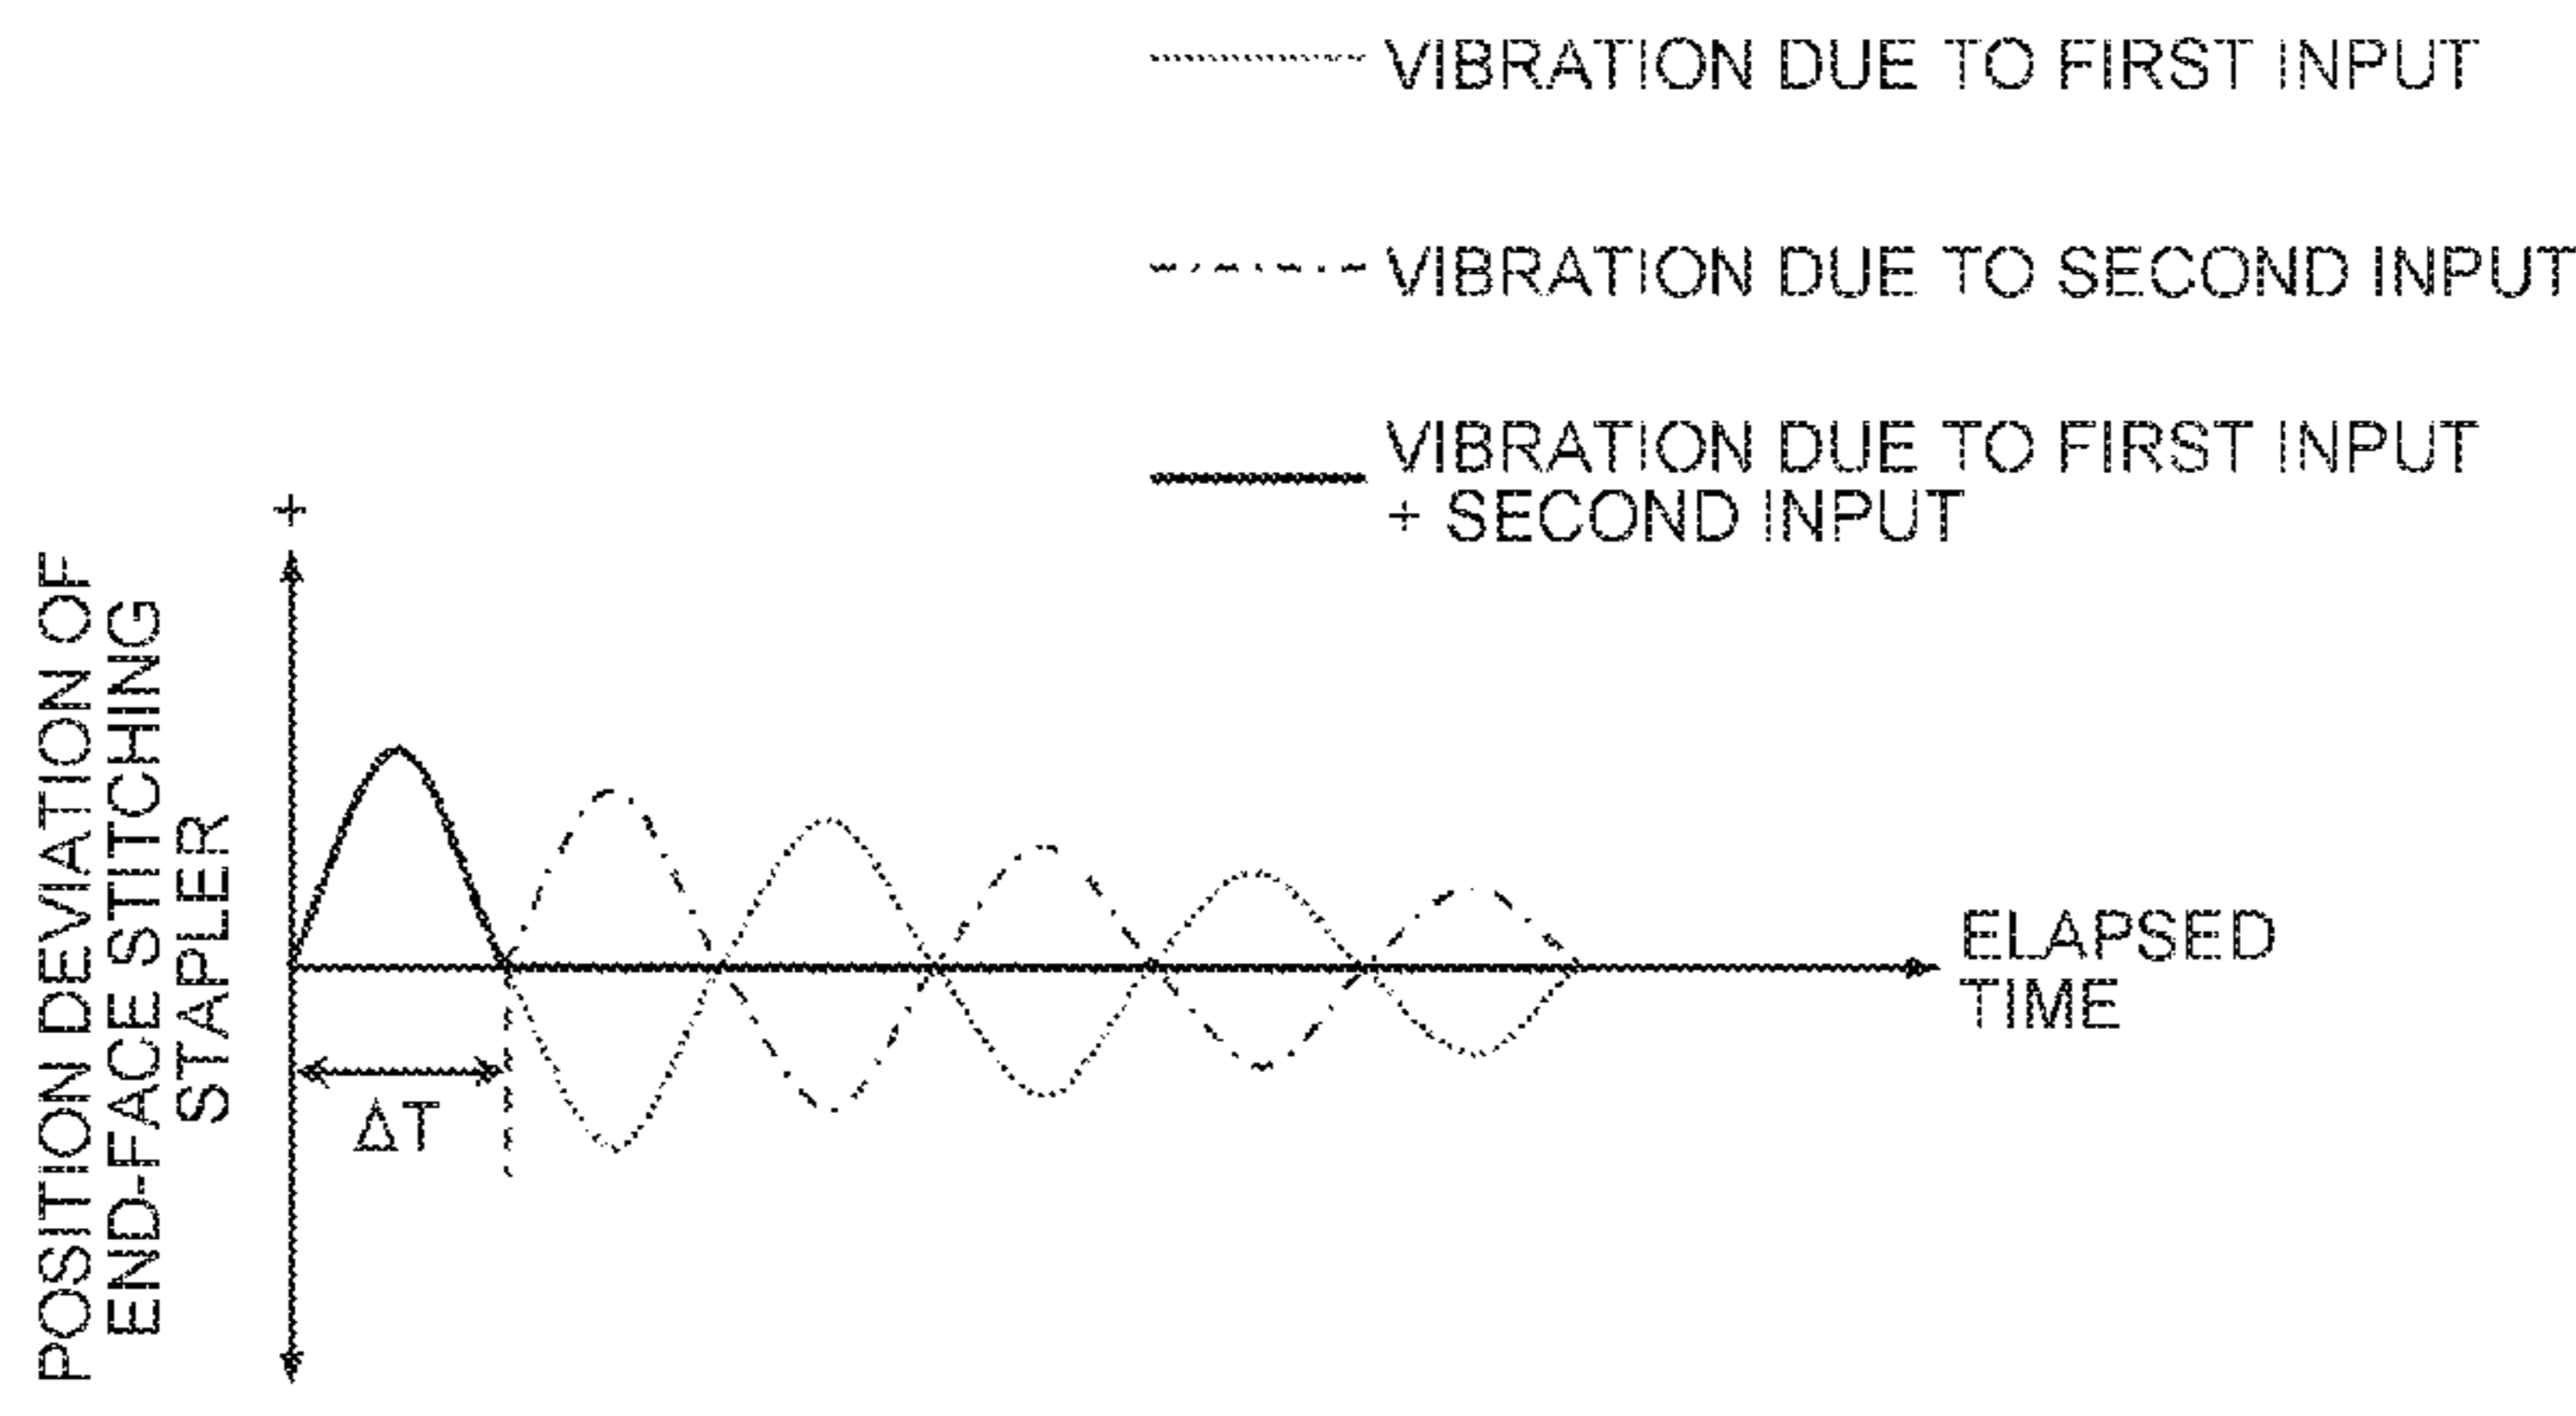 VIBRATION DUE TO FIRST INPUT
VIBRATION DUE TO SECOND INPUT
VIBRATION DUE TO FIRST INPUT
+ SECOND INPUT
+
POSITION DEVIATION OF
END-FACE STITCHING
STAPLER
ELAPSED
TIME
ΔT